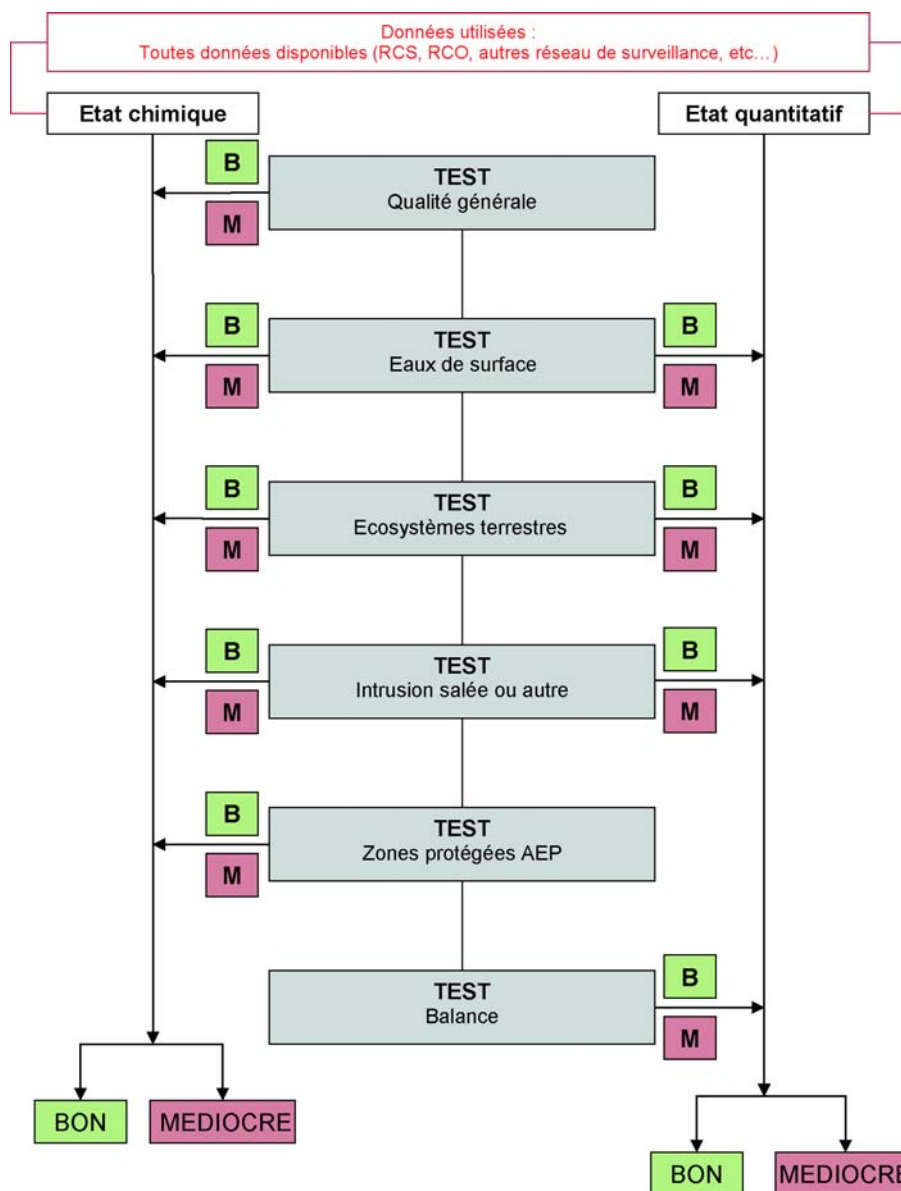 Données utilisées :
Toutes données disponibles (RCS, RCO, autres réseau de surveillance, etc…)
Etat chimique
Etat quantitatif
B
TEST
Qualité générale
M
B
TEST
B
Eaux de surface
M
M
B
TEST
B
Ecosystèmes terrestres
M
M
B
TEST
B
Intrusion salée ou autre
M
M
B
TEST
Zones protégées AEP
M
TEST
B
Balance
M
BON
MEDIOCRE
BON
MEDIOCRE